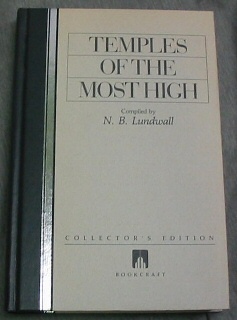 TEMPLES
OF THE
MOST HIGH
Compiled by
N. B. Lundwall
COLLECTOR'S EDITION
BOOKCRAFT